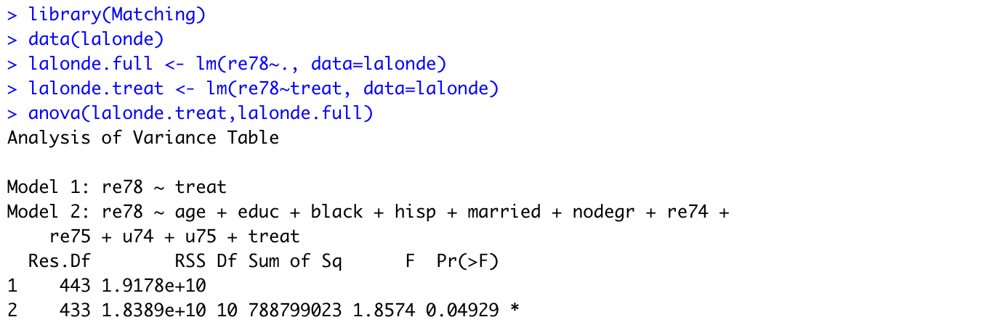 > library(Matching)
> data(lalonde)
> lalonde.full <- lm(re78~., data=lalonde)
> lalonde.treat <- lm(re78~treat, data=lalonde)
> anova(lalonde.treat,lalonde.full)
Analysis of Variance Table
Model 1: re78 ~ treat
Model 2: re78 ~ age + educ + black + hisp + married + nodegr + re74 +
    re75 + u74 + u75 + treat
  Res.Df        RSS Df Sum of Sq      F  Pr(>F)
1    443 1.9178e+10
2    433 1.8389e+10 10 788799023 1.8574 0.04929 *